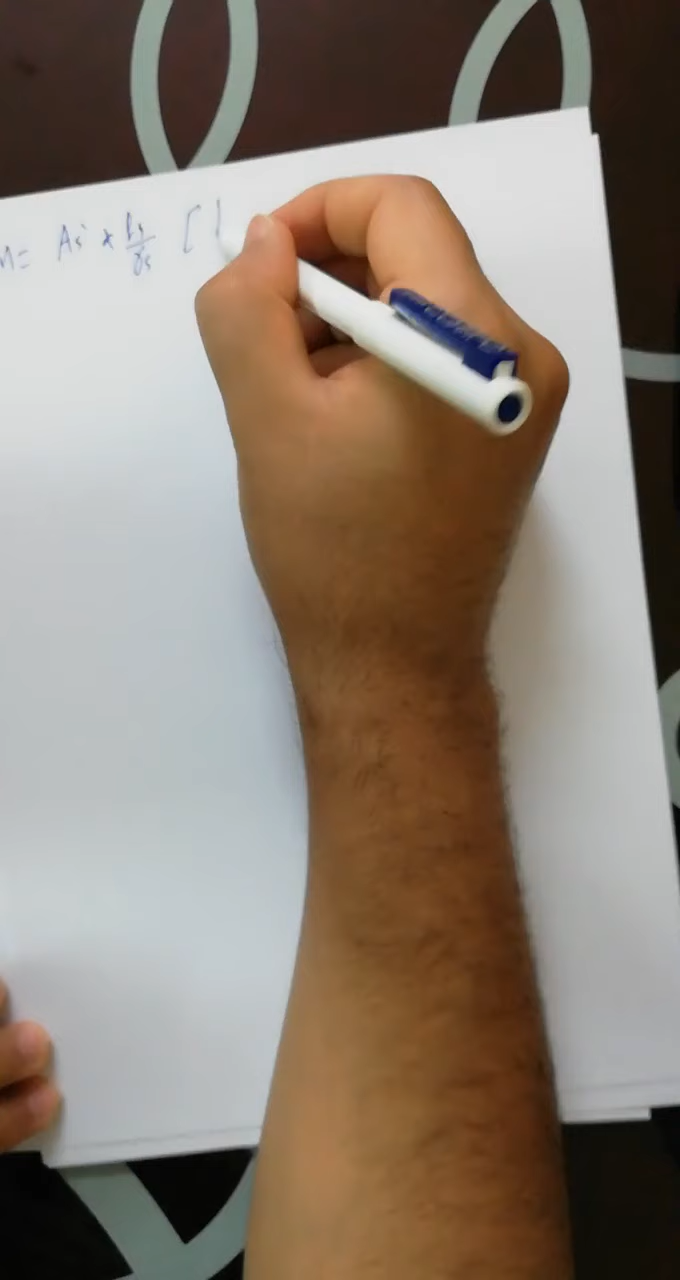 M = As × fy/γs [